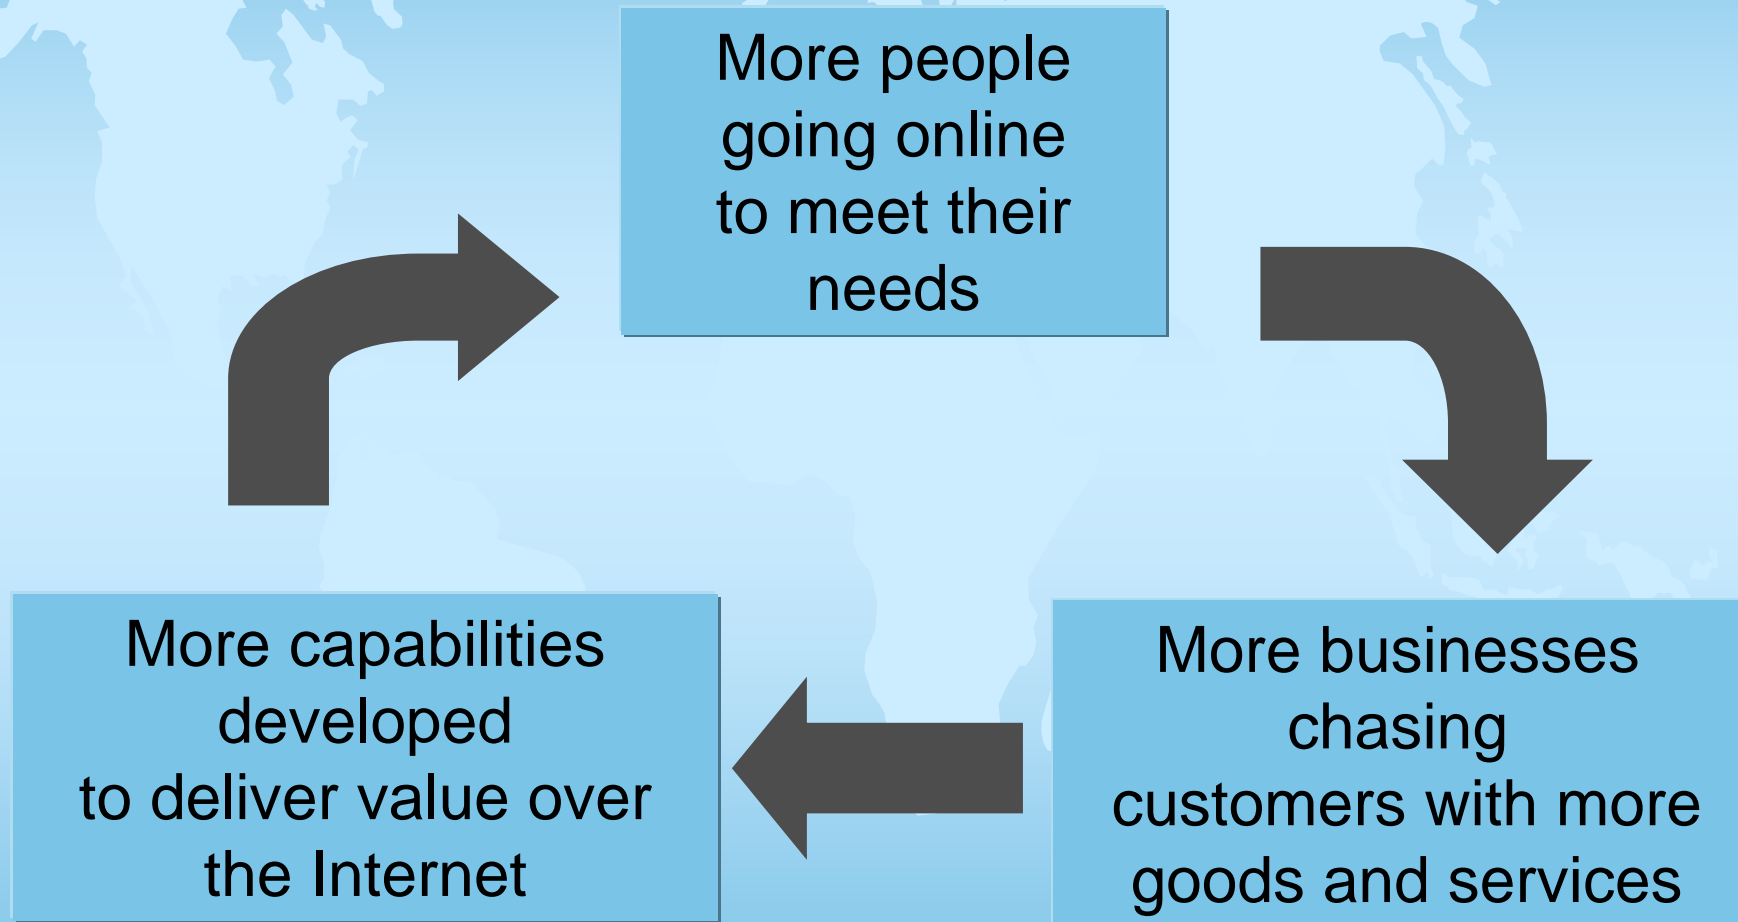 More people
going online
to meet their
needs
More capabilities
developed
to deliver value over
the Internet
More businesses
chasing
customers with more
goods and services